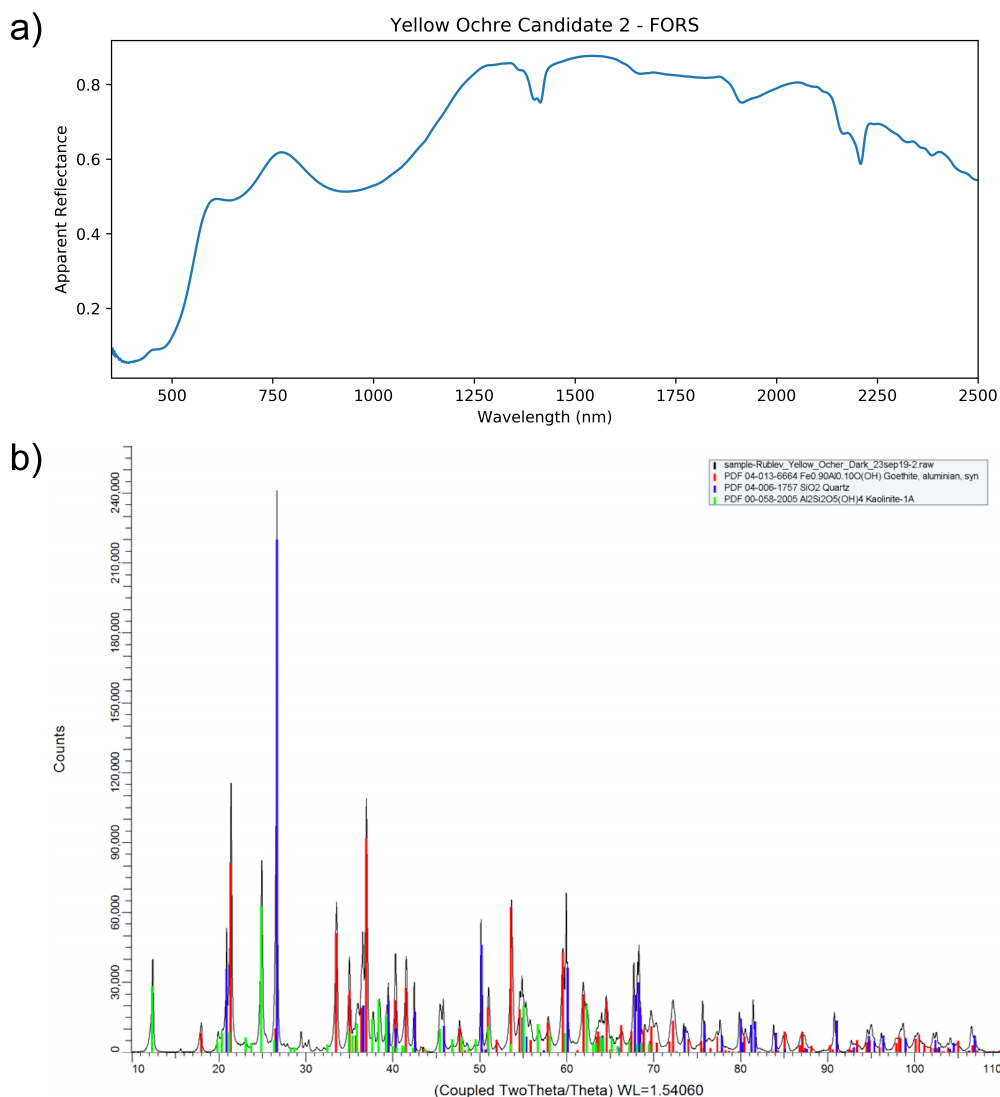 a)
Yellow Ochre Candidate 2 - FORS
Apparent Reflectance
0.8
0.6
0.4
0.2
500 750 1000 1250 1500 1750 2000 2250 2500
Wavelength (nm)
b)
sample-Rublev_Yellow_Ocher_Dark_23sep19-2.raw
PDF 04-013-6664 Fe0.90Al0.10O(OH) Goethite, aluminian, syn
PDF 04-006-1757 SiO2 Quartz
PDF 00-058-2005 Al2Si2O5(OH)4 Kaolinite-1A
Counts
240,000
210,000
180,000
150,000
120,000
90,000
60,000
30,000
0
10 20 30 40 50 60 70 80 90 100 110
(Coupled TwoTheta/Theta) WL=1.54060